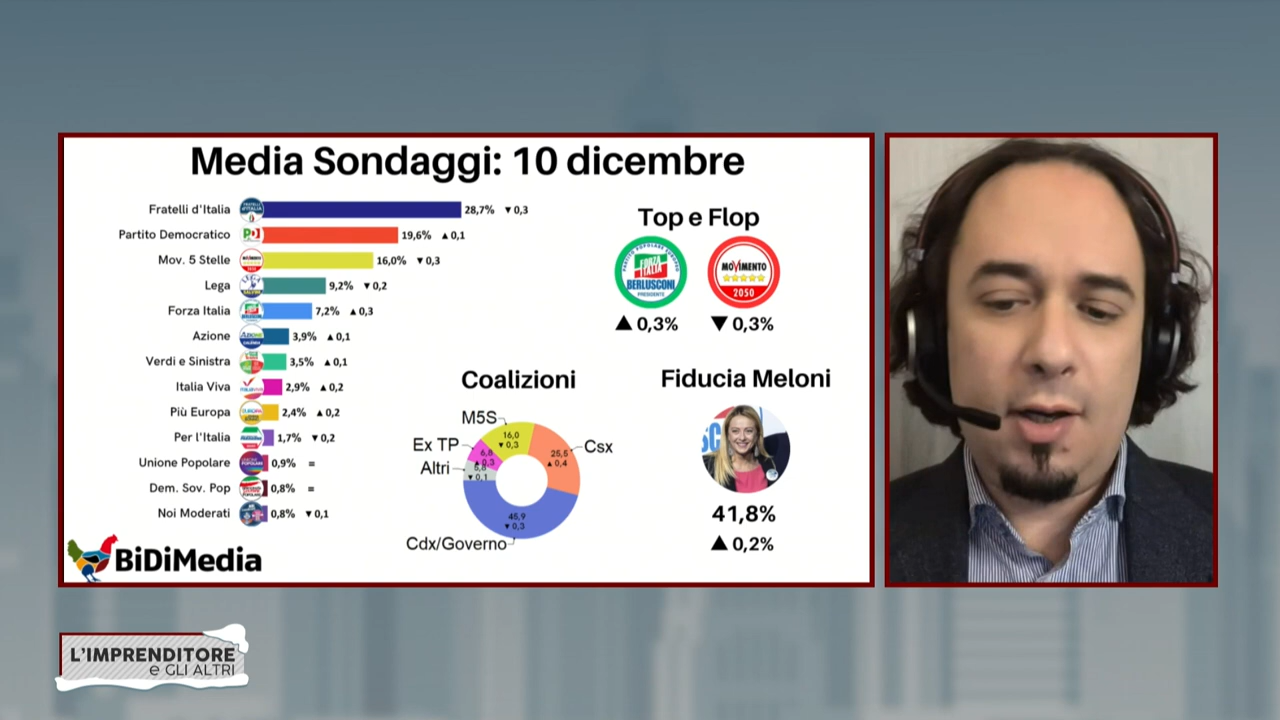 Media Sondaggi: 10 dicembre
Fratelli d'Italia 28,7% ▼0,3
Partito Democratico 19,6% ▲0,1
Mov. 5 Stelle 16,0% ▼0,3
Lega 9,2% ▼0,2
Forza Italia 7,2% ▲0,3
Azione 3,9% ▲0,1
Verdi e Sinistra 3,5% ▲0,1
Italia Viva 2,9% ▲0,2
Più Europa 2,4% ▲0,2
Per l'Italia 1,7% ▼0,2
Unione Popolare 0,9% =
Dem. Sov. Pop 0,8% =
Noi Moderati 0,8% ▼0,1
BiDiMedia
Top e Flop
FORZA ITALIA
BERLUSCONI
PRESIDENTE
MOVIMENTO
2050
▲ 0,3% ▼ 0,3%
Coalizioni
M5S
16,0
▼ 0,3
Ex TP
6,8
▲ 0,3
Csx
25,5
▲ 0,4
Altri
▼ 0,1
45,9
▼ 0,3
Cdx/Governo
Fiducia Meloni
41,8%
▲ 0,2%
L'IMPRENDITORE
e GLI ALTRI